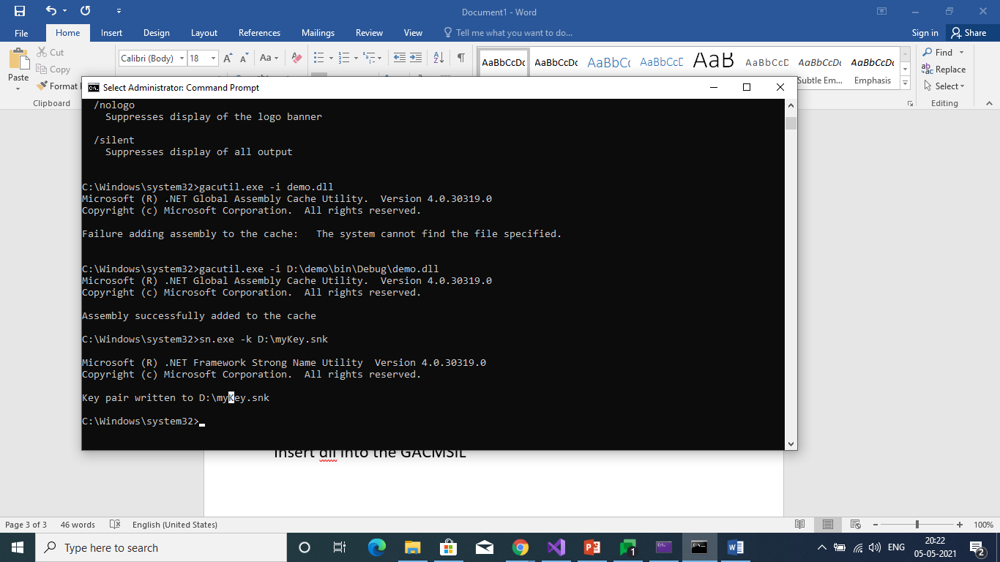 Document1 - Word
File Home Insert Design Layout References Mailings Review View Tell me what you want to do... Sign in Share
Cut
Copy
Format
Paste
Clipboard
Calibri (Body) 18
Aa
AaBbCcDc AaBbCcDc AaBbCc AaBbCcD AaB AaBbCcD AaBbCcDc AaBbCcDc
Subtle Em... Emphasis
Find
Replace
Select
Editing
Select Administrator: Command Prompt
/nologo
Suppresses display of the logo banner
/silent
Suppresses display of all output
C:\Windows\system32>gacutil.exe -i demo.dll
Microsoft (R) .NET Global Assembly Cache Utility.  Version 4.0.30319.0
Copyright (c) Microsoft Corporation.  All rights reserved.
Failure adding assembly to the cache:   The system cannot find the file specified.
C:\Windows\system32>gacutil.exe -i D:\demo\bin\Debug\demo.dll
Microsoft (R) .NET Global Assembly Cache Utility.  Version 4.0.30319.0
Copyright (c) Microsoft Corporation.  All rights reserved.
Assembly successfully added to the cache
C:\Windows\system32>sn.exe -k D:\myKey.snk
Microsoft (R) .NET Framework Strong Name Utility  Version 4.0.30319.0
Copyright (c) Microsoft Corporation.  All rights reserved.
Key pair written to D:\myKey.snk
C:\Windows\system32>
Insert dll into the GACMSIL
Page 3 of 3 46 words English (United States) 100%
Type here to search
1
ENG
20:22
05-05-2021
2